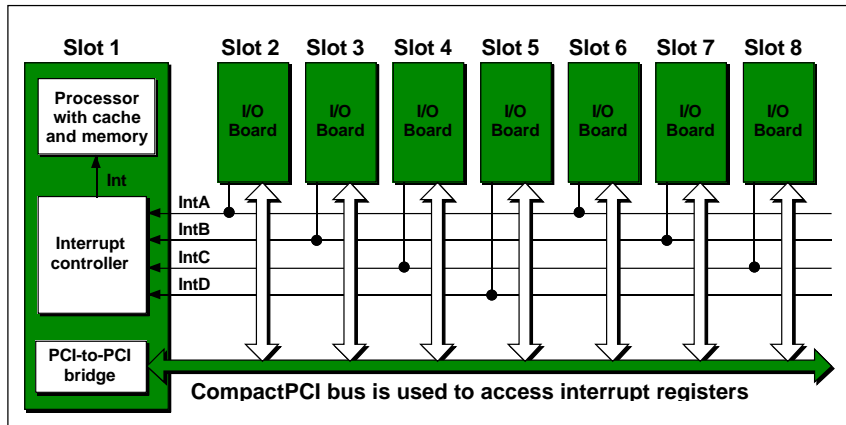 Slot 1
Slot 2
Slot 3
Slot 4
Slot 5
Slot 6
Slot 7
Slot 8
Processor
with cache
and memory
I/O
Board
I/O
Board
I/O
Board
I/O
Board
I/O
Board
I/O
Board
I/O
Board
Int
Interrupt
controller
IntA
IntB
IntC
IntD
PCI-to-PCI
bridge
CompactPCI bus is used to access interrupt registers